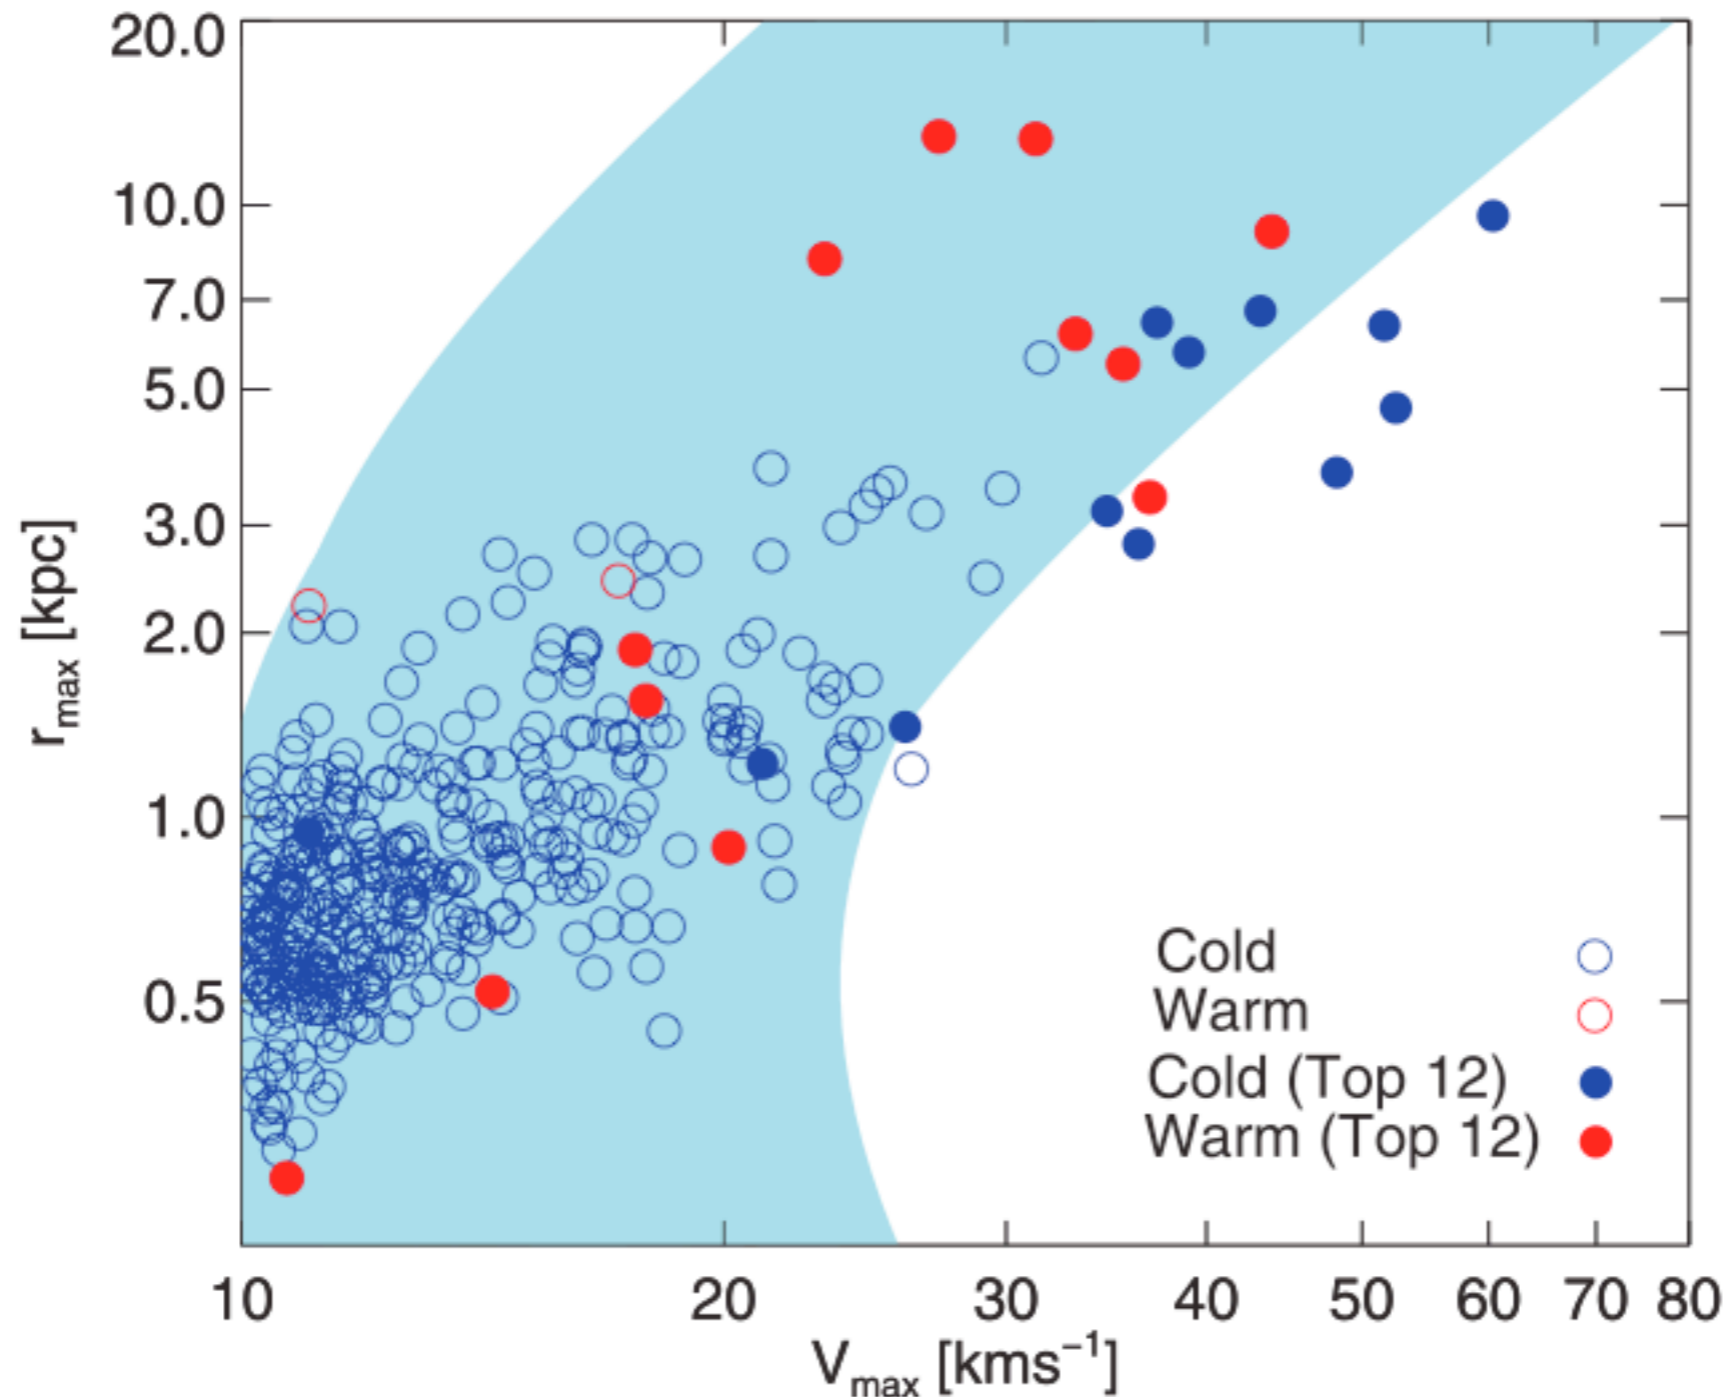 20.0
10.0
7.0
5.0
3.0
2.0
1.0
0.5
r_max [kpc]
Cold
Warm
Cold (Top 12)
Warm (Top 12)
10 20 30 40 50 60 70 80
V_max [kms⁻¹]